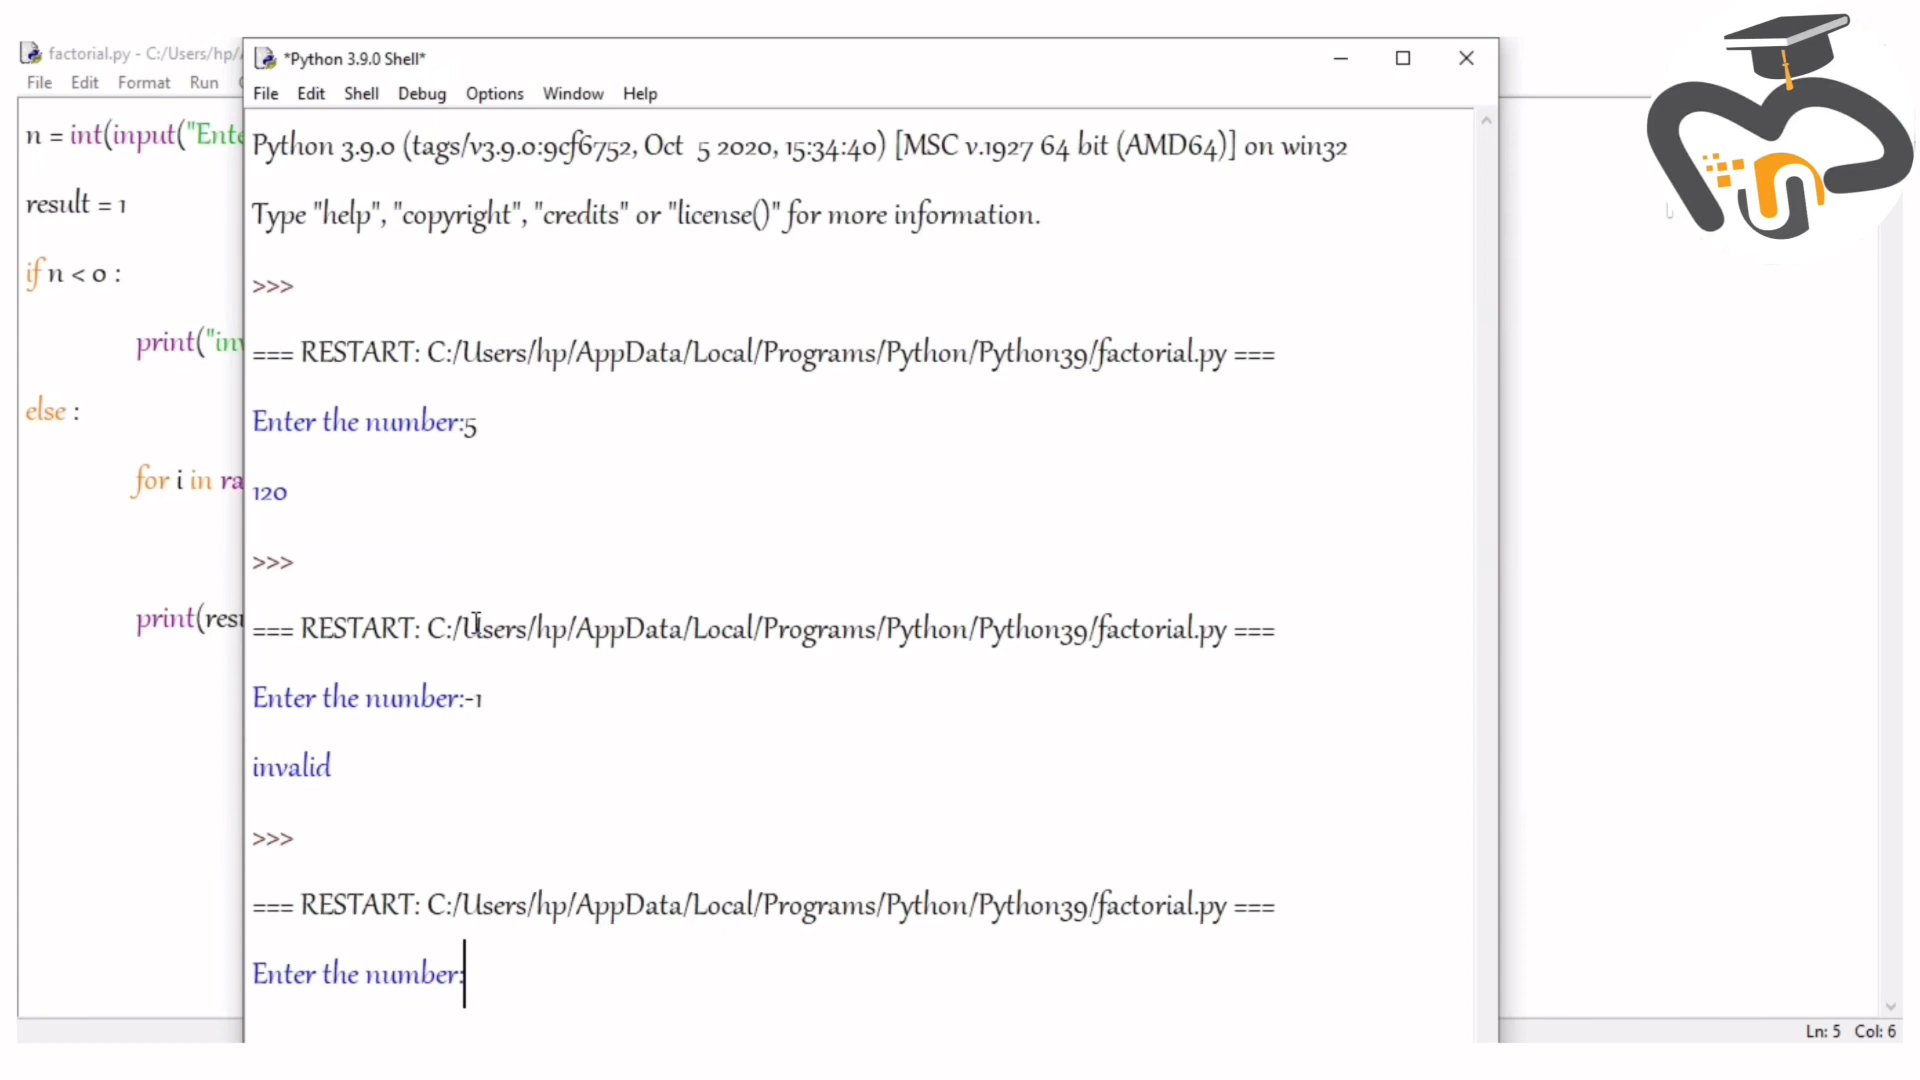 factorial.py - C:/Users/hp/
File Edit Format Run
n = int(input("Ente
result = 1
if n < 0 :
print("inv
else :
for i in ra
print(resu
*Python 3.9.0 Shell*
File Edit Shell Debug Options Window Help
Python 3.9.0 (tags/v3.9.0:9cf6752, Oct 5 2020, 15:34:40) [MSC v.1927 64 bit (AMD64)] on win32
Type "help", "copyright", "credits" or "license()" for more information.
>>>
=== RESTART: C:/Users/hp/AppData/Local/Programs/Python/Python39/factorial.py ===
Enter the number:5
120
>>>
=== RESTART: C:/Users/hp/AppData/Local/Programs/Python/Python39/factorial.py ===
Enter the number:-1
invalid
>>>
=== RESTART: C:/Users/hp/AppData/Local/Programs/Python/Python39/factorial.py ===
Enter the number:
Ln: 5 Col: 6